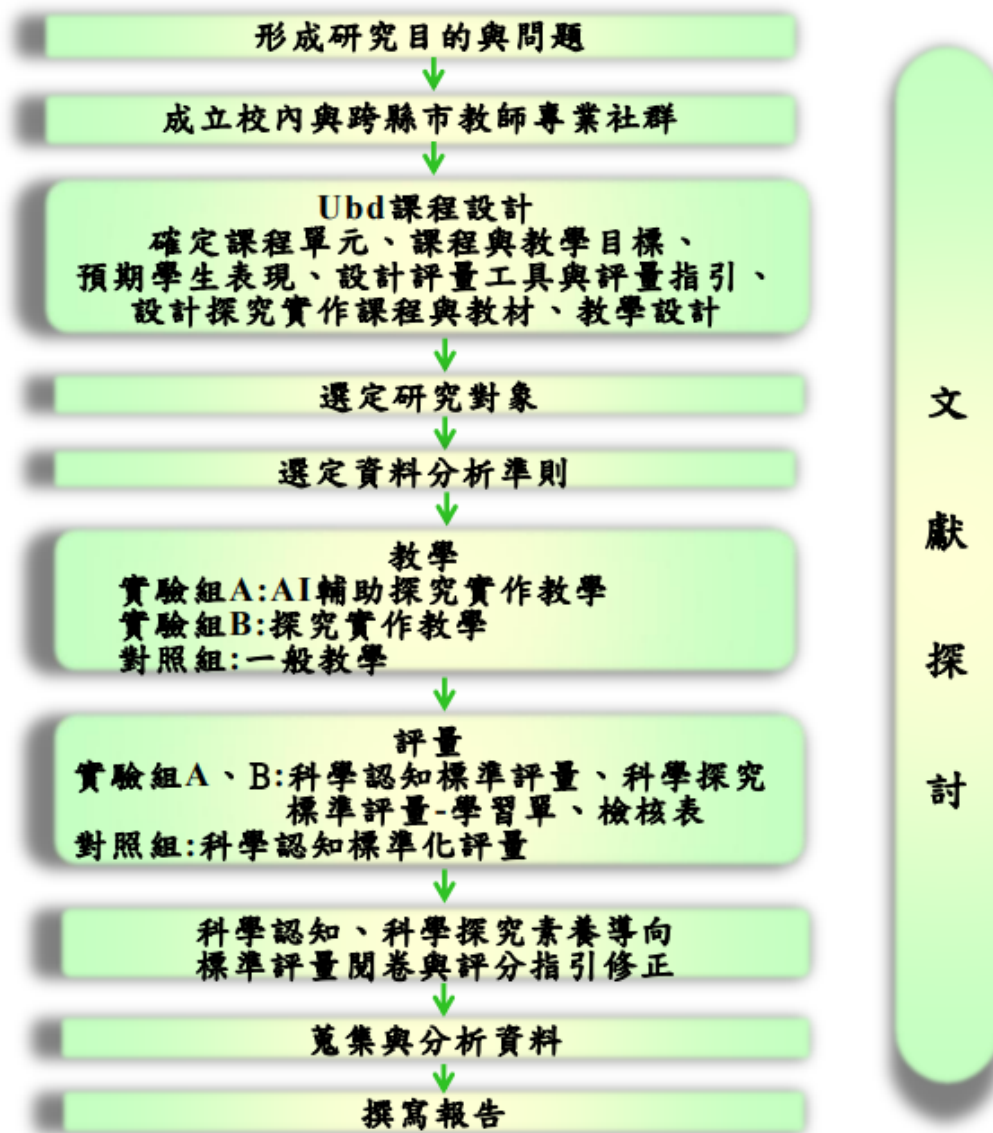 形成研究目的與問題
成立校內與跨縣市教師專業社群
Ubd課程設計
確定課程單元、課程與教學目標、
預期學生表現、設計評量工具與評量指引、
設計探究實作課程與教材、教學設計
選定研究對象
選定資料分析準則
教學
實驗組A:AI輔助探究實作教學
實驗組B:探究實作教學
對照組:一般教學
評量
實驗組A、B:科學認知標準評量、科學探究
標準評量-學習單、檢核表
對照組:科學認知標準化評量
科學認知、科學探究素養導向
標準評量閱卷與評分指引修正
蒐集與分析資料
撰寫報告
文獻探討